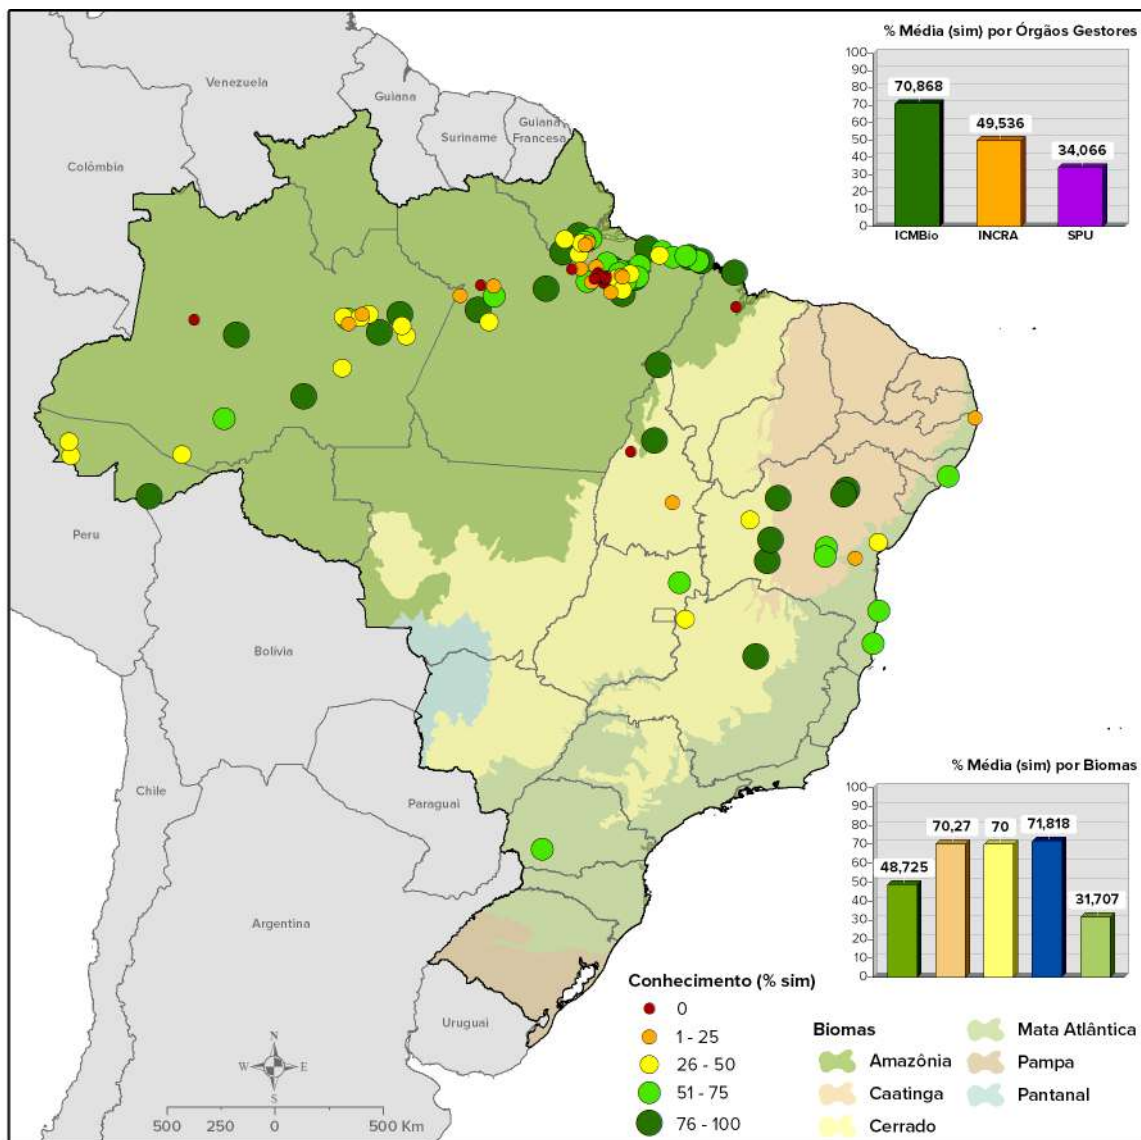 % Média (sim) por Órgãos Gestores
100
90
80
70
60
50
40
30
20
10
0
70,868
49,536
34,066
ICMBio
INCRA
SPU
Venezuela
Guiana
Suriname
Guiana
Francesa
Colômbia
Peru
Bolívia
Chile
Paraguai
Argentina
Uruguai
% Média (sim) por Biomas
100
90
80
70
60
50
40
30
20
10
0
48,725
70,27
70
71,818
31,707
N
W
E
S
500
250
0
500 Km
Conhecimento (% sim)
0
1 - 25
26 - 50
51 - 75
76 - 100
Biomas
Amazônia
Caatinga
Cerrado
Mata Atlântica
Pampa
Pantanal